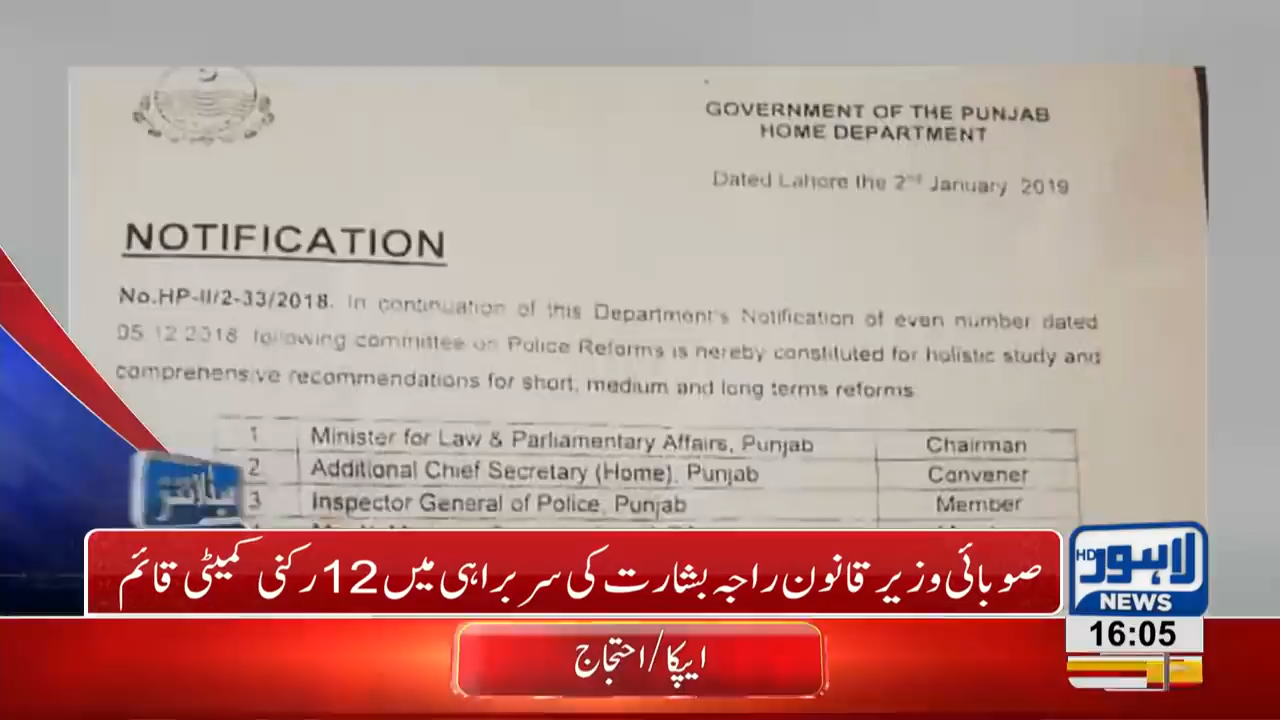 GOVERNMENT OF THE PUNJAB
HOME DEPARTMENT
Dated Lahore the 2nd January 2019
NOTIFICATION
No.HP-II/2-33/2018. In continuation of this Department's Notification of even number dated
05.12.2018 following committee on Police Reforms is hereby constituted for holistic study and
comprehensive recommendations for short, medium and long terms reforms
1 Minister for Law & Parliamentary Affairs, Punjab Chairman
2 Additional Chief Secretary (Home), Punjab Convener
3 Inspector General of Police, Punjab Member
صوبائی وزیر قانون راجہ بشارت کی سربراہی میں 12 رکنی کمیٹی قائم
لاہور HD
NEWS
16:05
ایپکا/احتجاج